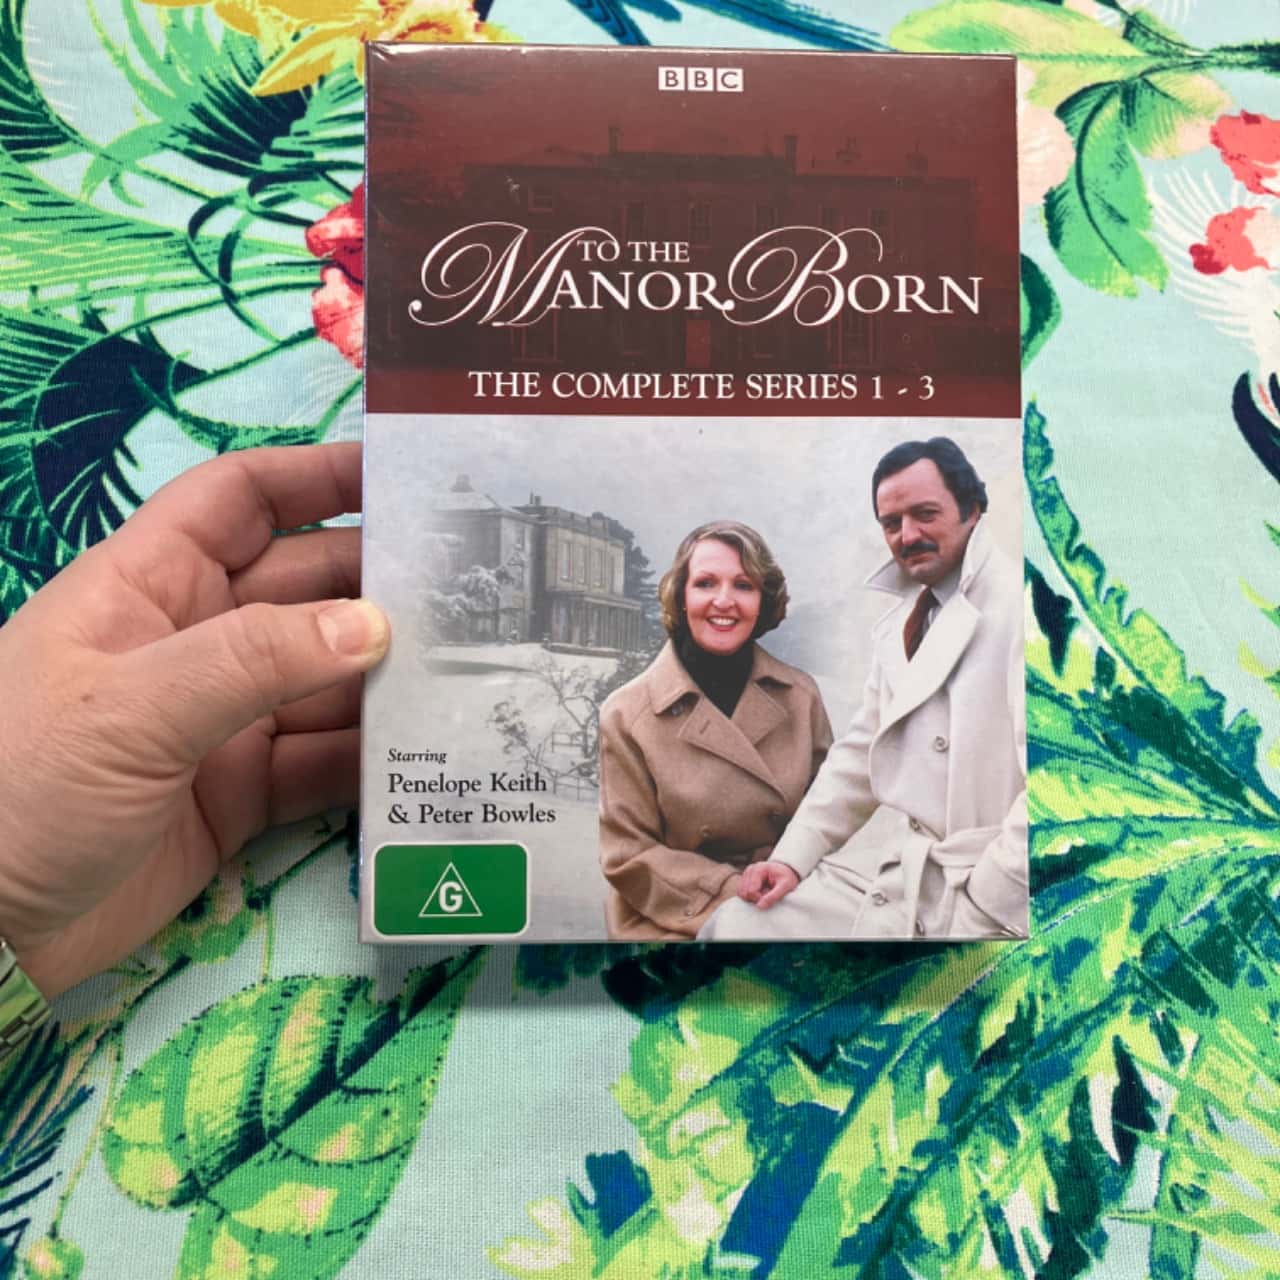 BBC
TO THE
MANOR BORN
THE COMPLETE SERIES 1 - 3
Starring
Penelope Keith
& Peter Bowles
G